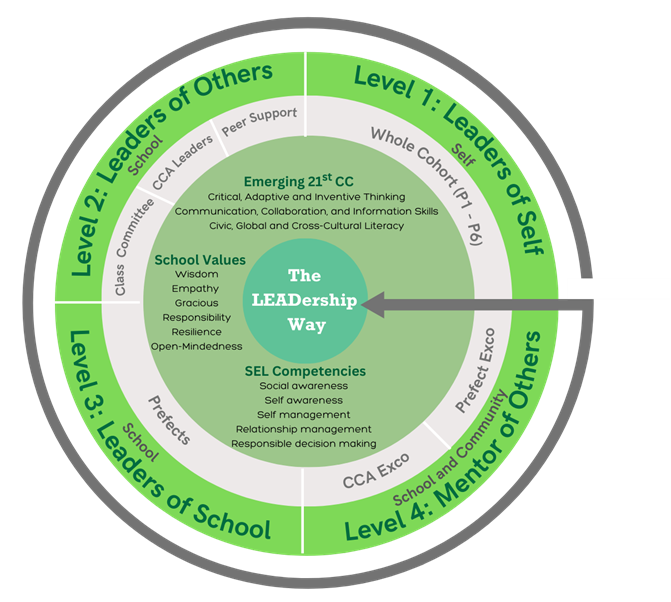 Level 1: Leaders of Self
Self
Whole Cohort (P1 - P6)
Level 2: Leaders of Others
School
Class Committee
CCA Leaders
Peer Support
Level 3: Leaders of School
School
Prefects
Level 4: Mentor of Others
School and Community
CCA Exco
Prefect Exco
Emerging 21st CC
Critical, Adaptive and Inventive Thinking
Communication, Collaboration, and Information Skills
Civic, Global and Cross-Cultural Literacy
School Values
Wisdom
Empathy
Gracious
Responsibility
Resilience
Open-Mindedness
The
LEADership
Way
SEL Competencies
Social awareness
Self awareness
Self management
Relationship management
Responsible decision making